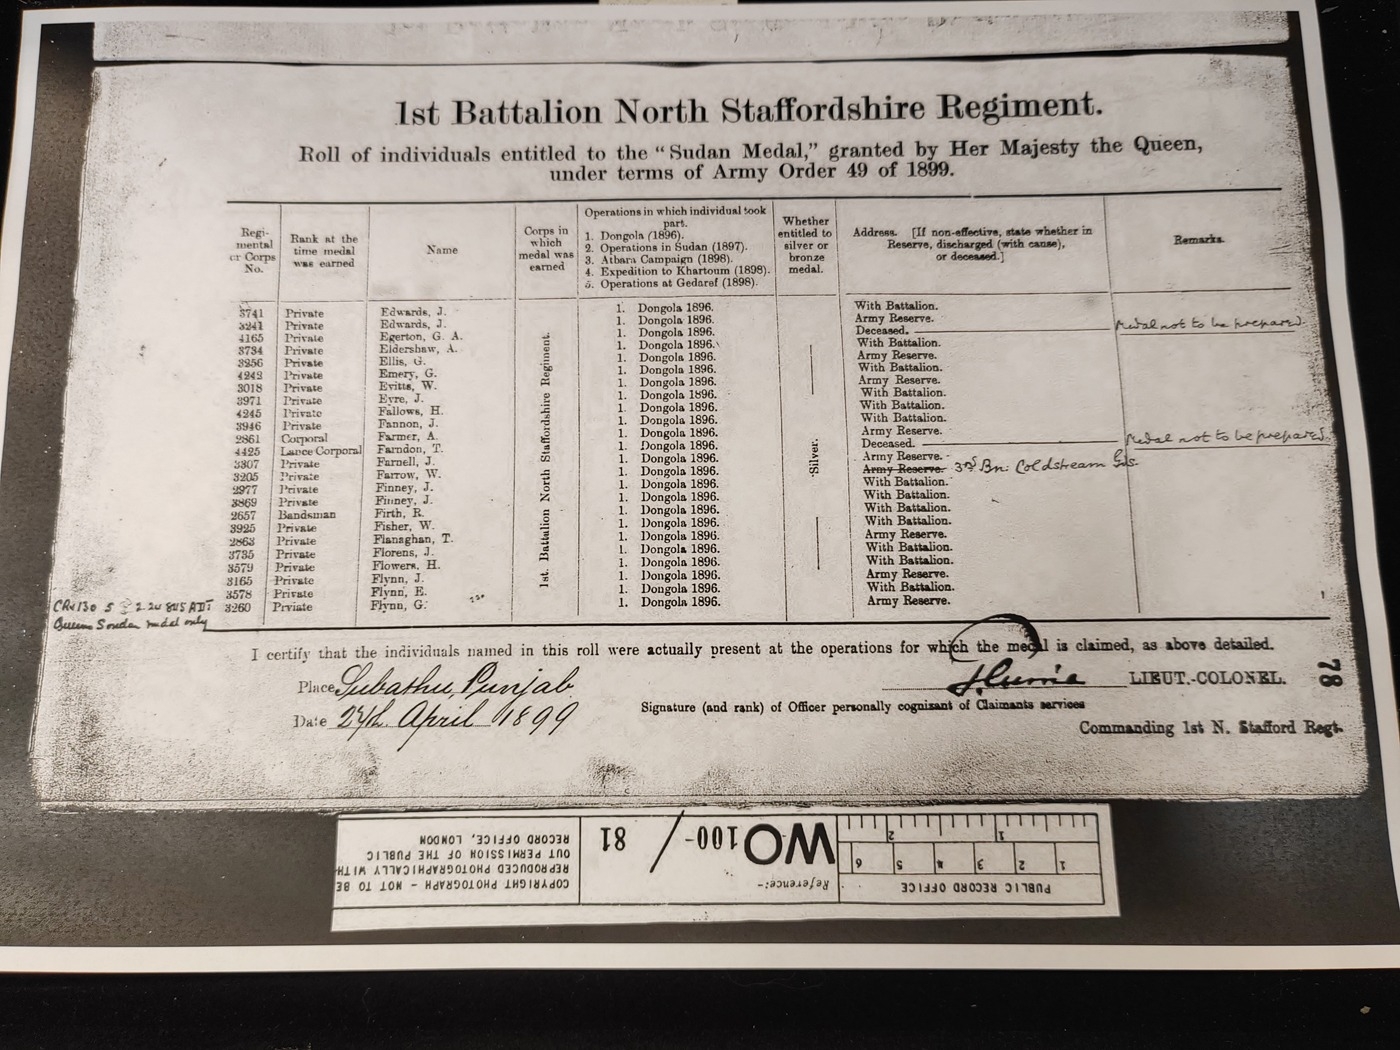 1st Battalion North Staffordshire Regiment.
Roll of individuals entitled to the "Sudan Medal," granted by Her Majesty the Queen,
under terms of Army Order 49 of 1899.
Regi-
mental
or Corps
No.
Rank at the
time medal
was earned
Name
Corps in
which
medal was
earned
Operations in which individual took
part.
1. Dongola (1896).
2. Operations in Sudan (1897).
3. Atbara Campaign (1898).
4. Expedition to Khartoum (1898).
5. Operations at Gedaref (1898).
Whether
entitled to
silver or
bronze
medal.
Address. [If non-effective, state whether in
Reserve, discharged (with cause),
or deceased.]
Remarks.
3741 Private Edwards, J. 1. Dongola 1896. With Battalion.
3241 Private Edwards, J. 1. Dongola 1896. Army Reserve.
4165 Private Egerton, G. A. 1. Dongola 1896. Deceased. Medal not to be prepared.
3734 Private Eldershaw, A. 1. Dongola 1896. With Battalion.
3256 Private Ellis, G. 1. Dongola 1896. Army Reserve.
4242 Private Emery, G. 1. Dongola 1896. With Battalion.
3018 Private Evitts, W. 1. Dongola 1896. Army Reserve.
3971 Private Eyre, J. 1. Dongola 1896. With Battalion.
4245 Private Fallows, H. 1. Dongola 1896. With Battalion.
3946 Private Fannon, J. 1. Dongola 1896. With Battalion.
2861 Corporal Farmer, A. 1. Dongola 1896. Army Reserve.
4425 Lance Corporal Farndon, T. 1. Dongola 1896. Deceased. Medal not to be prepared
3307 Private Farnell, J. 1. Dongola 1896. Army Reserve.
3205 Private Farrow, W. 1. Dongola 1896. Army Reserve. 3rd Bn: Coldstream Gds.
2977 Private Finney, J. 1. Dongola 1896. With Battalion.
3869 Private Finney, J. 1. Dongola 1896. With Battalion.
2657 Bandsman Firth, R. 1. Dongola 1896. With Battalion.
3925 Private Fisher, W. 1. Dongola 1896. With Battalion.
2863 Private Flanaghan, T. 1. Dongola 1896. Army Reserve.
3735 Private Florens, J. 1. Dongola 1896. With Battalion.
3579 Private Flowers, H. 1. Dongola 1896. With Battalion.
3165 Private Flynn, J. 1. Dongola 1896. Army Reserve.
3578 Private Flynn, E. 1. Dongola 1896. With Battalion.
3260 Prviate Flynn, G. 1. Dongola 1896. Army Reserve.
1st. Battalion North Staffordshire Regiment.
Silver.
Queens Soudan medal only
I certify that the individuals named in this roll were actually present at the operations for which the medal is claimed, as above detailed.
Place Subathu, Punjab
LIEUT.-COLONEL.
Date 27th. April 1899
Signature (and rank) of Officer personally cognizant of Claimants services
Commanding 1st N. Stafford Regt.
78
PUBLIC RECORD OFFICE
1 2 3 4 5 6
1 2
Reference:-
WO 100- / 81
COPYRIGHT PHOTOGRAPH - NOT TO BE
REPRODUCED PHOTOGRAPHICALLY WITH-
OUT PERMISSION OF THE PUBLIC
RECORD OFFICE, LONDON